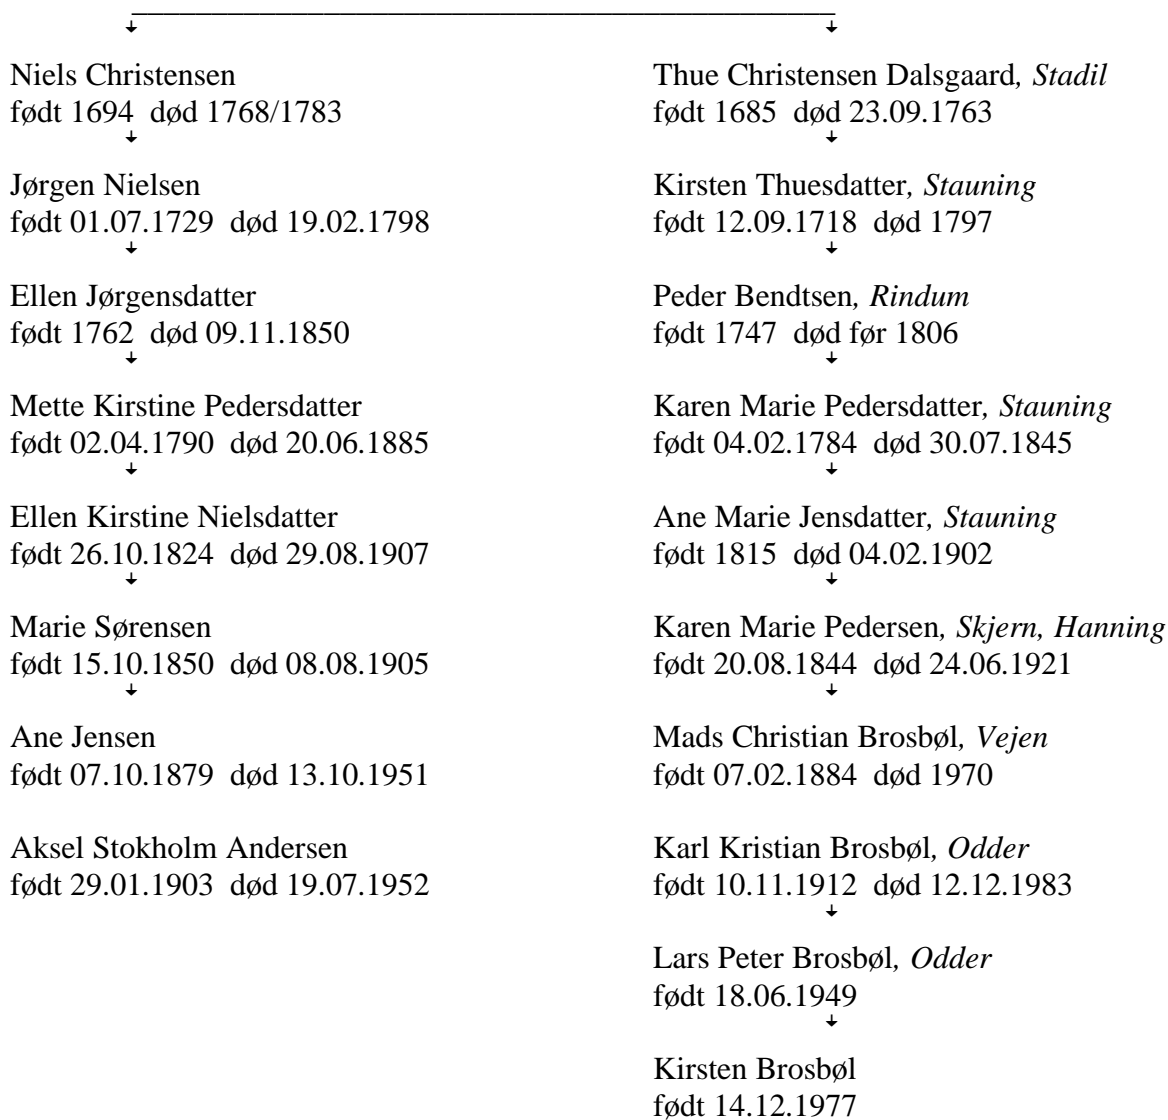 Niels Christensen
født 1694 død 1768/1783
Jørgen Nielsen
født 01.07.1729 død 19.02.1798
Ellen Jørgensdatter
født 1762 død 09.11.1850
Mette Kirstine Pedersdatter
født 02.04.1790 død 20.06.1885
Ellen Kirstine Nielsdatter
født 26.10.1824 død 29.08.1907
Marie Sørensen
født 15.10.1850 død 08.08.1905
Ane Jensen
født 07.10.1879 død 13.10.1951
Aksel Stokholm Andersen
født 29.01.1903 død 19.07.1952
Thue Christensen Dalsgaard, Stadil
født 1685 død 23.09.1763
Kirsten Thuesdatter, Stauning
født 12.09.1718 død 1797
Peder Bendtsen, Rindum
født 1747 død før 1806
Karen Marie Pedersdatter, Stauning
født 04.02.1784 død 30.07.1845
Ane Marie Jensdatter, Stauning
født 1815 død 04.02.1902
Karen Marie Pedersen, Skjern, Hanning
født 20.08.1844 død 24.06.1921
Mads Christian Brosbøl, Vejen
født 07.02.1884 død 1970
Karl Kristian Brosbøl, Odder
født 10.11.1912 død 12.12.1983
Lars Peter Brosbøl, Odder
født 18.06.1949
Kirsten Brosbøl
født 14.12.1977